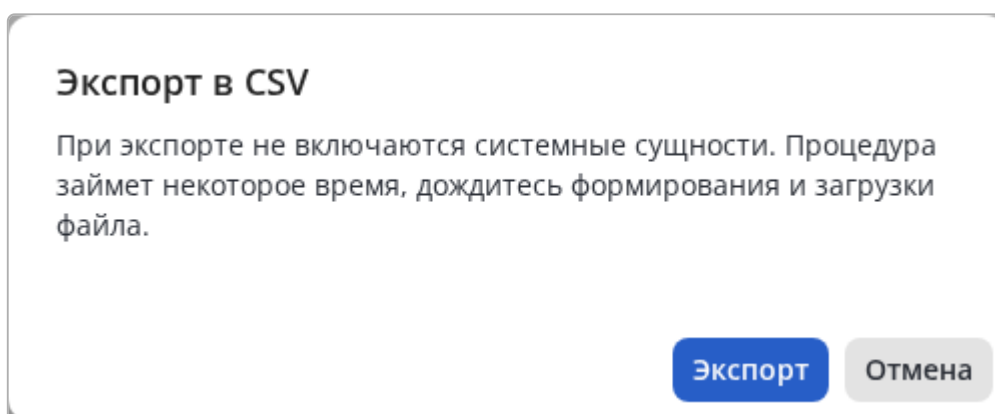 Экспорт в CSV
При экспорте не включаются системные сущности. Процедура
займет некоторое время, дождитесь формирования и загрузки
файла.
Экспорт Отмена